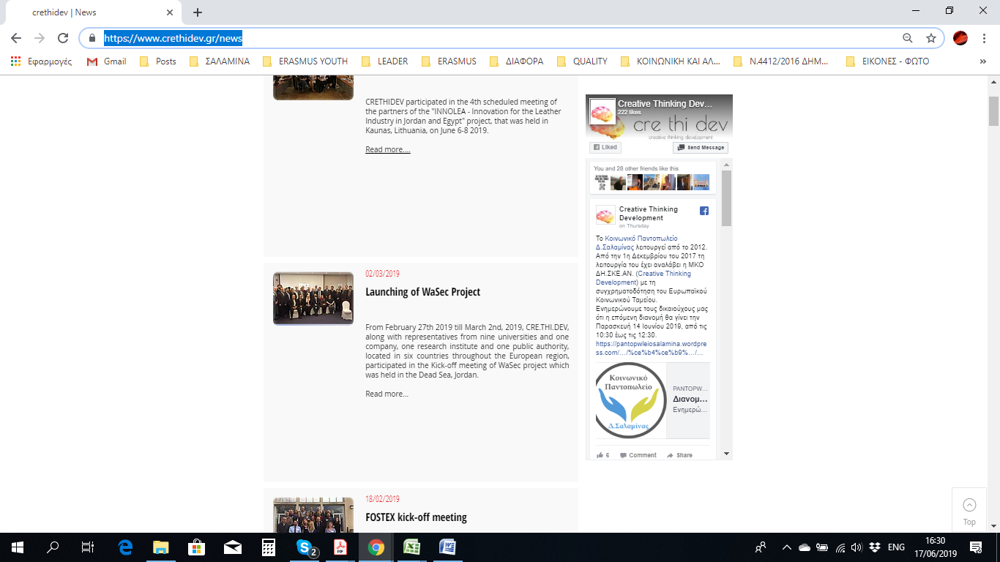 crethidev | News
https://www.crethidev.gr/news
Εφαρμογές
Gmail
Posts
ΣΑΛΑΜΙΝΑ
ERASMUS YOUTH
LEADER
ERASMUS
ΔΙΑΦΟΡΑ
QUALITY
ΚΟΙΝΩΝΙΚΗ ΚΑΙ ΑΛ...
Ν.4412/2016 ΔΗΜ...
ΕΙΚΟΝΕΣ - ΦΩΤΟ
»
CRETHIDEV participated in the 4th scheduled meeting of
the partners of the "INNOLEA - Innovation for the Leather
Industry in Jordan and Egypt" project, that was held in
Kaunas, Lithuania, on June 6-8 2019.
Read more....
02/03/2019
Launching of WaSec Project
From February 27th 2019 till March 2nd, 2019, CRE.THI.DEV,
along with representatives from nine universities and one
company, one research institute and one public authority,
located in six countries throughout the European region,
participated in the Kick-off meeting of WaSec project which
was held in the Dead Sea, Jordan.
Read more...
18/02/2019
FOSTEX kick-off meeting
Creative Thinking Dev...
222 likes
cre thi dev
creative thinking development
Liked
Send Message
You and 28 other friends like this
Creative Thinking
Development
on Thursday
Το Κοινωνικό Παντοπωλείο
Δ.Σαλαμίνας λειτουργεί από το 2012.
Από την 1η Δεκεμβρίου του 2017 τη
λειτουργία του έχει αναλάβει η ΜΚΟ
ΔΗ.ΣΚΕ.ΑΝ. (Creative Thinking
Development) με τη
συγχρηματοδότηση του Ευρωπαϊκού
Κοινωνικού Ταμείου.
Ενημερώνουμε τους δικαιούχους μας
ότι η επόμενη διανομή θα γίνει την
Παρασκευή 14 Ιουνίου 2019, από τις
10:30 έως τις 12:30.
https://pantopwleiosalamina.wordpre
ss.com/.../%ce%b4%ce%b9%.../...
Κοινωνικό
Παντοπωλείο
Δ.Σαλαμίνας
PANTOPW...
Διανομ...
Ενημερώ...
6
Comment
Share
Top
2
PDF
ENG
16:30
17/06/2019